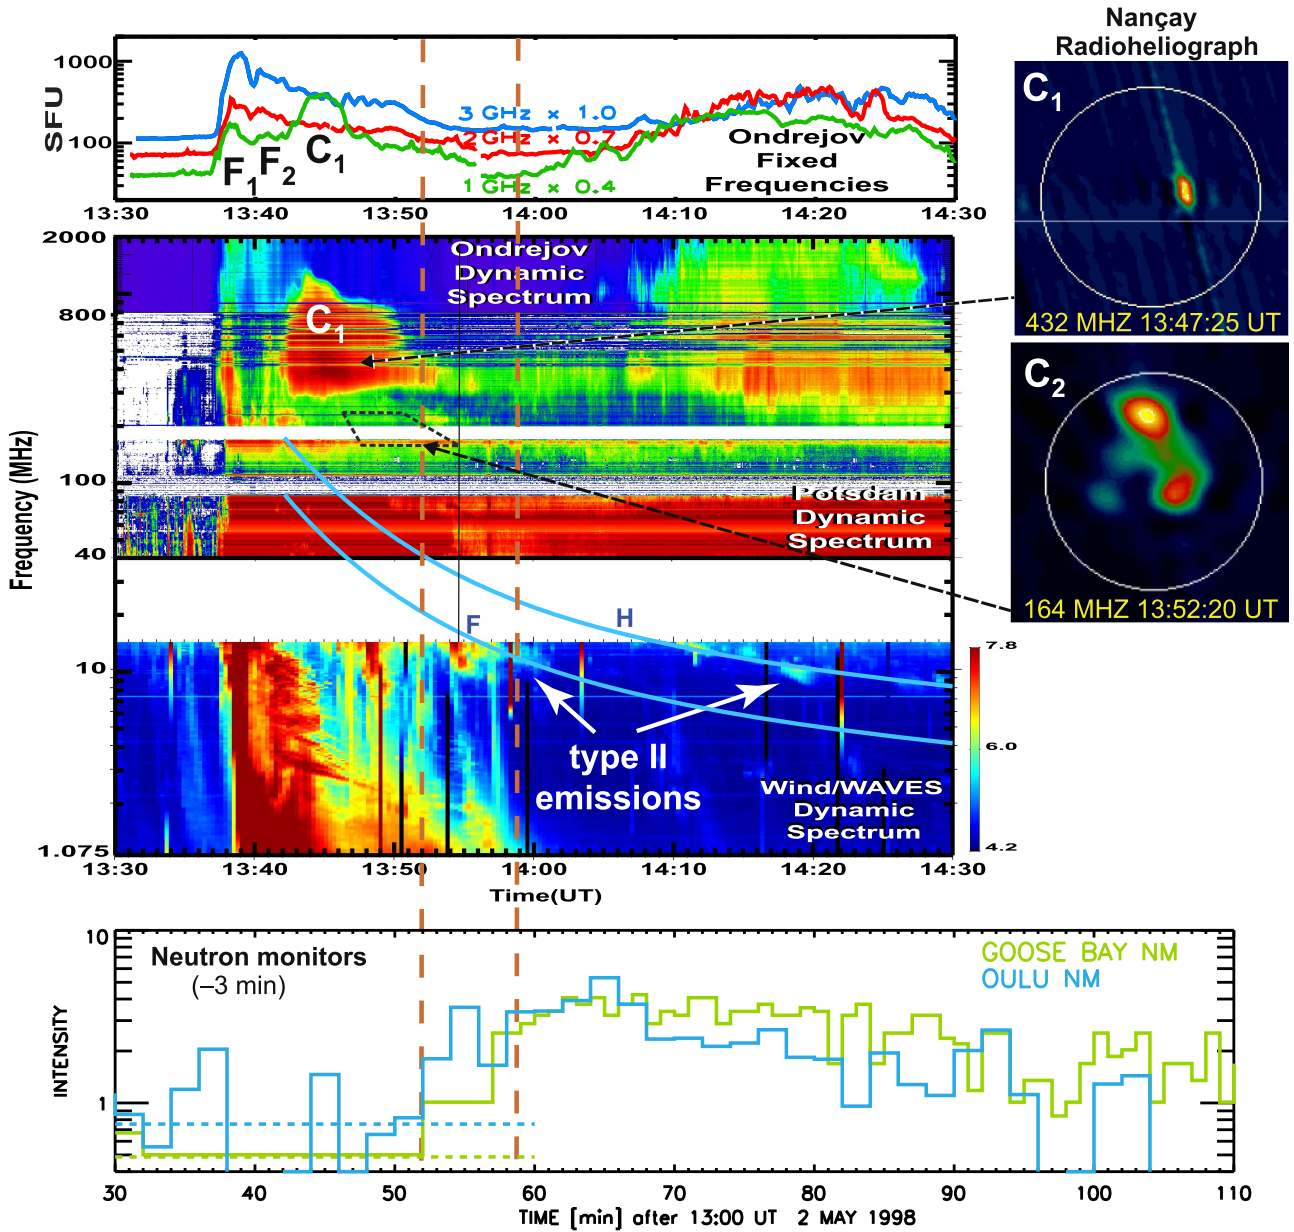 Nançay
Radioheliograph
1000
100
SFU
3 GHz × 1.0
2 GHz × 0.7
1 GHz × 0.4
F1
F2
C1
Ondrejov
Fixed
Frequencies
13:30 13:40 13:50 14:00 14:10 14:20 14:30
C1
432 MHZ 13:47:25 UT
2000
800
100
40
10
1.075
Frequency (MHz)
Ondrejov
Dynamic
Spectrum
C1
Potsdam
Dynamic
Spectrum
C2
164 MHZ 13:52:20 UT
F
H
type II
emissions
Wind/WAVES
Dynamic
Spectrum
7.8
6.0
4.2
13:30 13:40 13:50 14:00 14:10 14:20 14:30
Time(UT)
10
1
INTENSITY
Neutron monitors
(–3 min)
GOOSE BAY NM
OULU NM
30 40 50 60 70 80 90 100 110
TIME [min] after 13:00 UT 2 MAY 1998